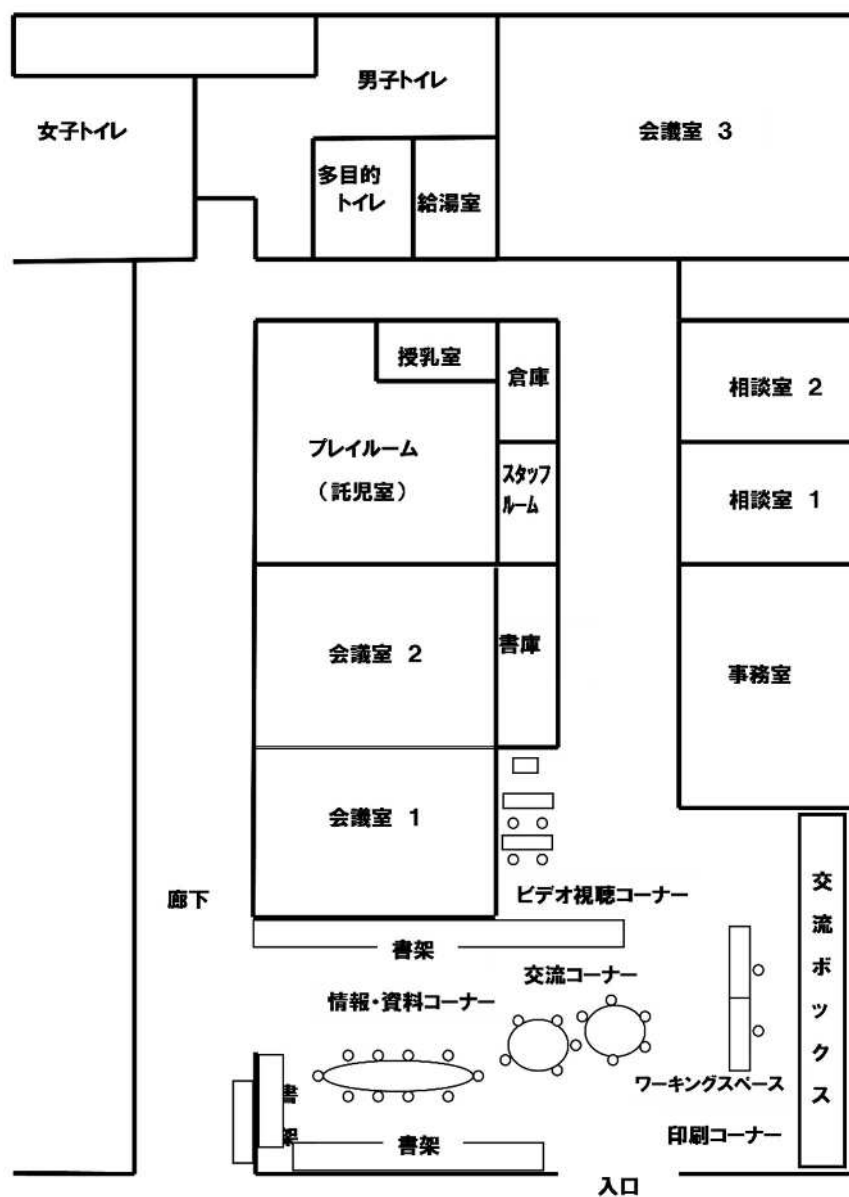 男子トイレ
女子トイレ
会議室 3
多目的
トイレ
給湯室
授乳室
倉庫
相談室 2
プレイルーム
(託児室)
スタッフ
ルーム
相談室 1
会議室 2
書庫
事務室
会議室 1
ビデオ視聴コーナー
廊下
交流ボックス
書架
交流コーナー
情報・資料コーナー
ワーキングスペース
書架
書架
印刷コーナー
入口